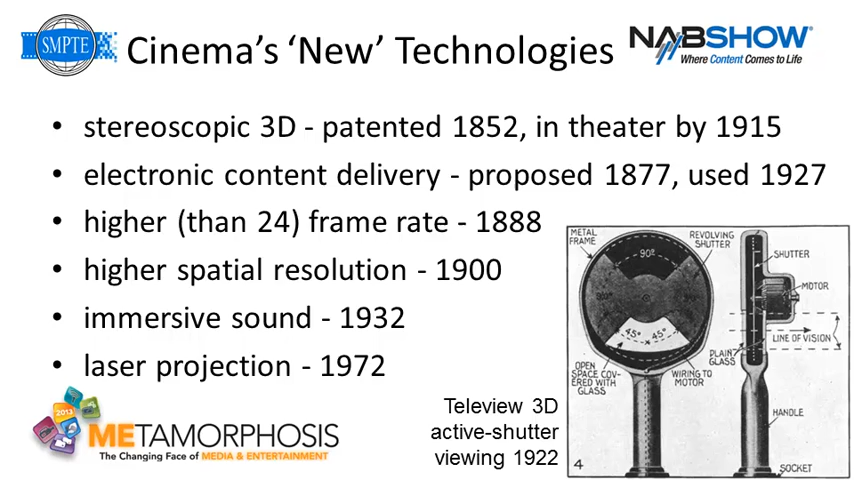 SMPTE
Cinema's 'New' Technologies
NABSHOW®
Where Content Comes to Life
• stereoscopic 3D - patented 1852, in theater by 1915
• electronic content delivery - proposed 1877, used 1927
• higher (than 24) frame rate - 1888
• higher spatial resolution - 1900
• immersive sound - 1932
• laser projection - 1972
METAL
FRAME
REVOLVING
SHUTTER
90°
SHUTTER
MOTOR
LINE OF VISION
45°
45°
PLAIN
GLASS
OPEN
SPACE COV-
ERED WITH
GLASS
WIRING TO
MOTOR
HANDLE
SOCKET
4
Teleview 3D
active-shutter
viewing 1922
2013
METAMORPHOSIS
The Changing Face of MEDIA & ENTERTAINMENT